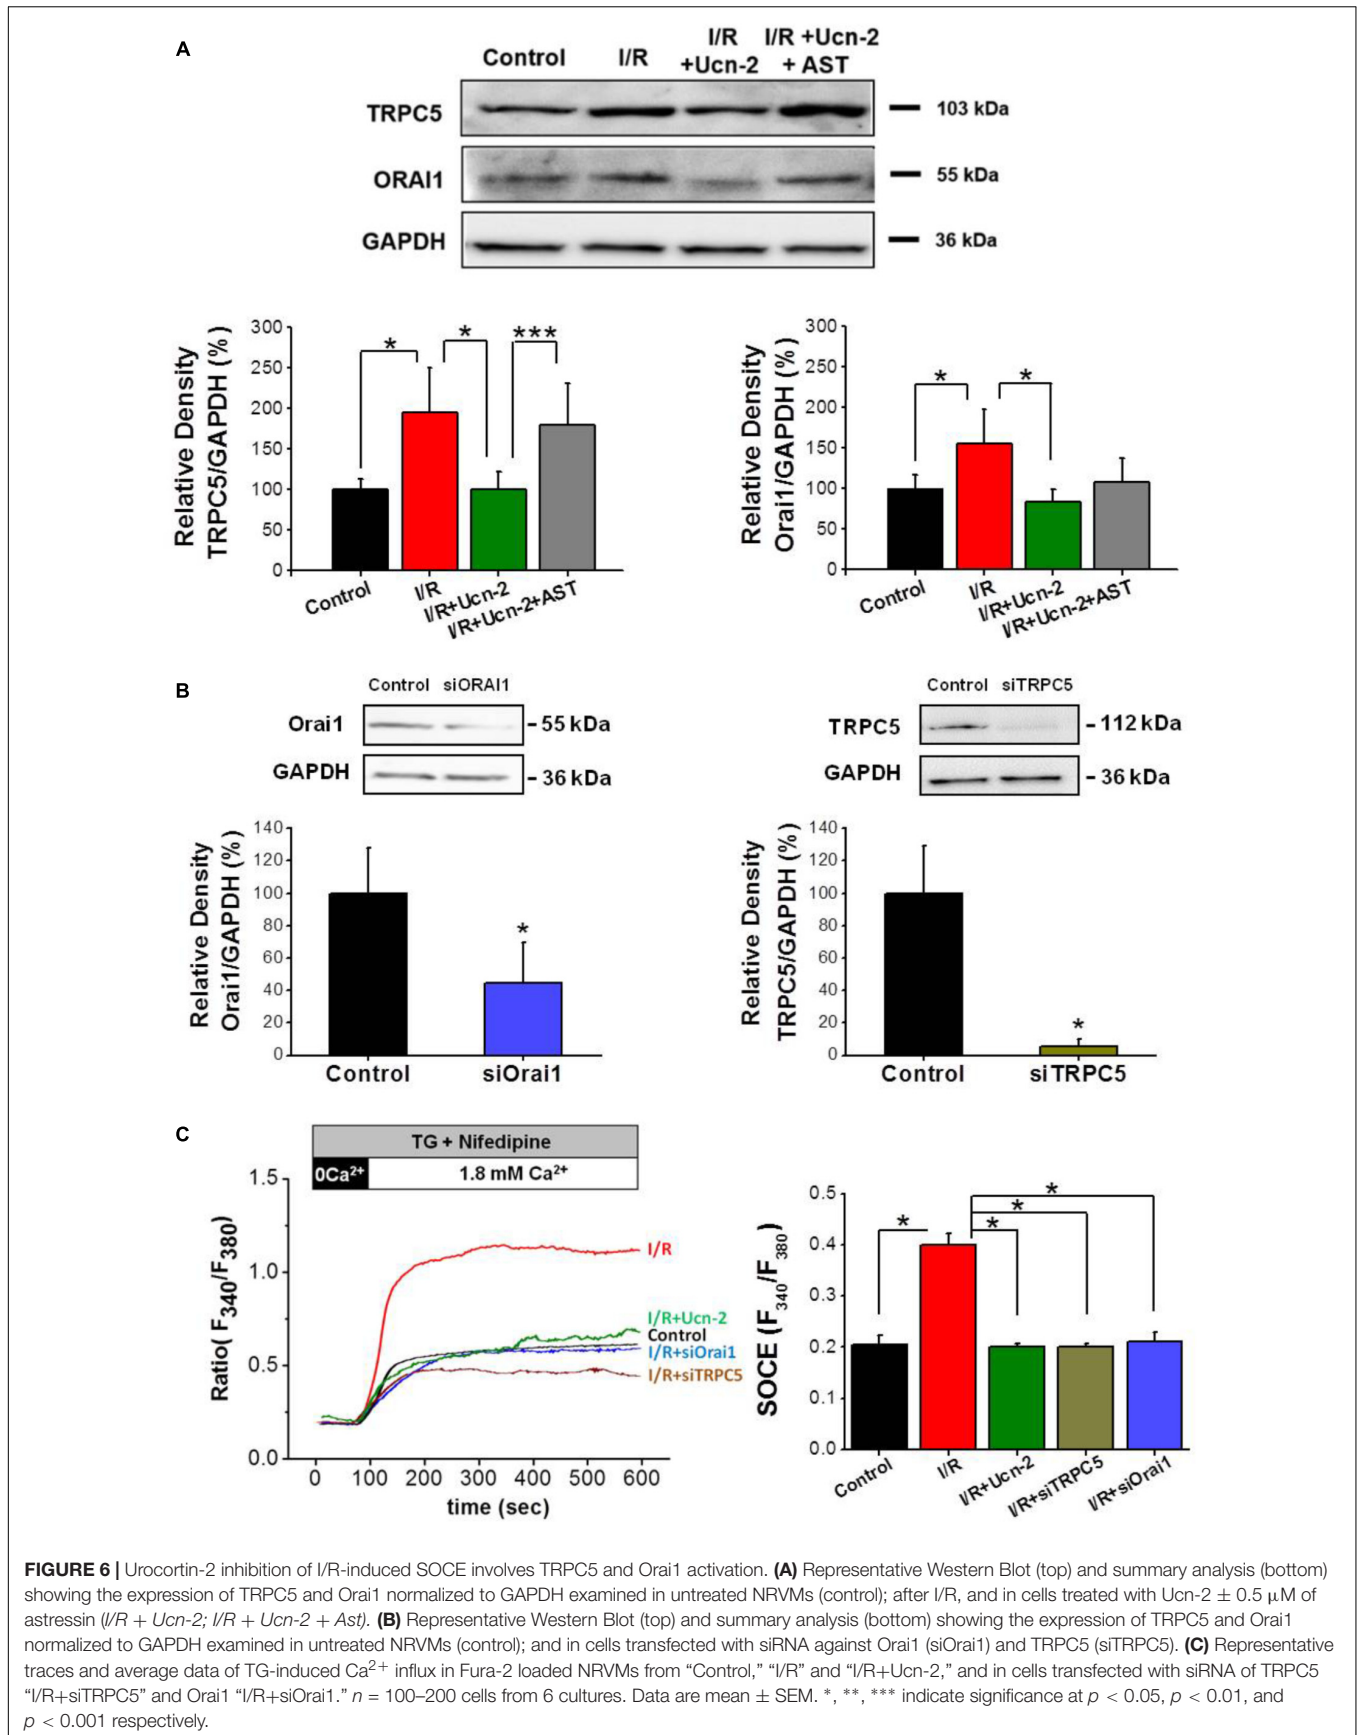 A
Control I/R I/R +Ucn-2 I/R +Ucn-2 + AST
TRPC5 103 kDa
ORAI1 55 kDa
GAPDH 36 kDa
Relative Density
TRPC5/GAPDH (%)
300
250
200
150
100
50
0
* * ***
Control I/R I/R+Ucn-2 I/R+Ucn-2+AST
Relative Density
Orai1/GAPDH (%)
300
250
200
150
100
50
0
* *
Control I/R I/R+Ucn-2 I/R+Ucn-2+AST
B
Control siORAI1
Orai1 - 55 kDa
GAPDH - 36 kDa
Relative Density
Orai1/GAPDH (%)
140
120
100
80
60
40
20
0
*
Control siOrai1
Control siTRPC5
TRPC5 - 112 kDa
GAPDH - 36 kDa
Relative Density
TRPC5/GAPDH (%)
140
120
100
80
60
40
20
0
*
Control siTRPC5
C
TG + Nifedipine
0Ca²⁺ 1.8 mM Ca²⁺
Ratio( F340/F380)
1.5
1.0
0.5
0.0
I/R
I/R+Ucn-2
Control
I/R+siOrai1
I/R+siTRPC5
0 100 200 300 400 500 600
time (sec)
SOCE (F340/F380)
0.5
0.4
0.3
0.2
0.1
0.0
* * * *
Control I/R I/R+Ucn-2 I/R+siTRPC5 I/R+siOrai1
FIGURE 6 | Urocortin-2 inhibition of I/R-induced SOCE involves TRPC5 and Orai1 activation. (A) Representative Western Blot (top) and summary analysis (bottom)
showing the expression of TRPC5 and Orai1 normalized to GAPDH examined in untreated NRVMs (control); after I/R, and in cells treated with Ucn-2 ± 0.5 μM of
astressin (I/R + Ucn-2; I/R + Ucn-2 + Ast). (B) Representative Western Blot (top) and summary analysis (bottom) showing the expression of TRPC5 and Orai1
normalized to GAPDH examined in untreated NRVMs (control); and in cells transfected with siRNA against Orai1 (siOrai1) and TRPC5 (siTRPC5). (C) Representative
traces and average data of TG-induced Ca²⁺ influx in Fura-2 loaded NRVMs from “Control,” “I/R” and “I/R+Ucn-2,” and in cells transfected with siRNA of TRPC5
“I/R+siTRPC5” and Orai1 “I/R+siOrai1.” n = 100–200 cells from 6 cultures. Data are mean ± SEM. *, **, *** indicate significance at p < 0.05, p < 0.01, and
p < 0.001 respectively.